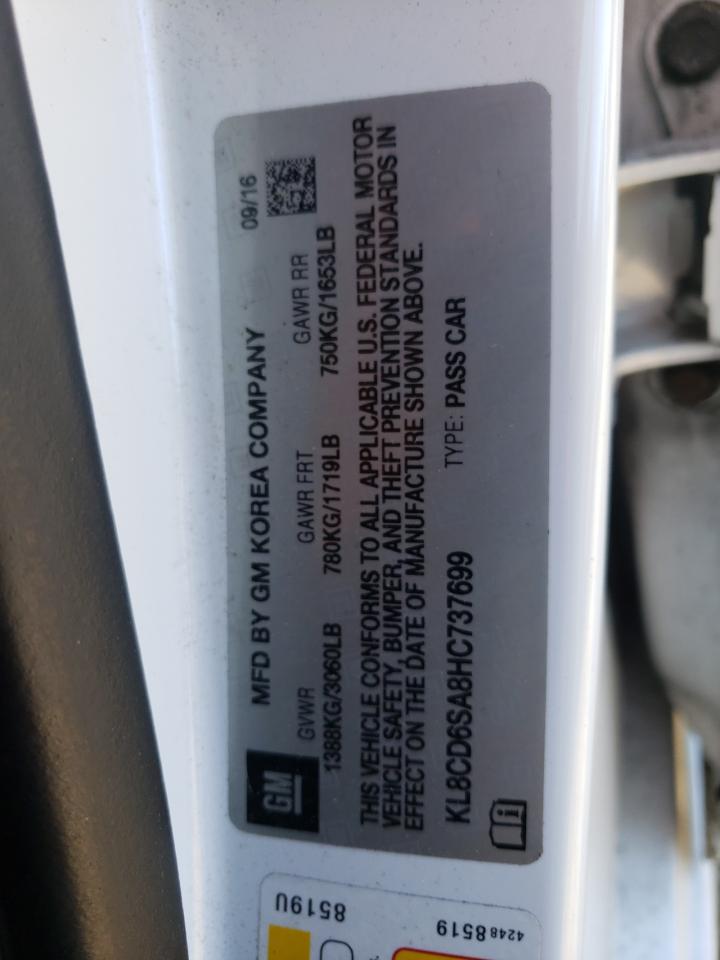 GM
MFD BY GM KOREA COMPANY 09/16
GVWR GAWR FRT GAWR RR
1388KG/3060LB 780KG/1719LB 750KG/1653LB
THIS VEHICLE CONFORMS TO ALL APPLICABLE U.S. FEDERAL MOTOR
VEHICLE SAFETY, BUMPER, AND THEFT PREVENTION STANDARDS IN
EFFECT ON THE DATE OF MANUFACTURE SHOWN ABOVE.
KL8CD6SA8HC737699 TYPE: PASS CAR
i
8519U
4248 8519